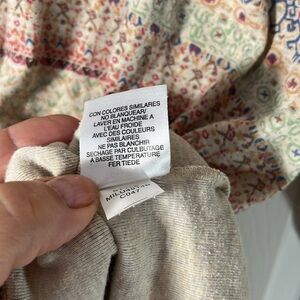 CON COLORES SIMILARES
NO BLANQUEAR/
LAVER EN MACHINE A
L'EAU FROIDE
AVEC DES COULEURS
SIMILAIRES
NE PAS BLANCHIR
SECHAGE PAR CULBUTAGE
A BASSE TEMPERATURE
FER TIEDE
C047